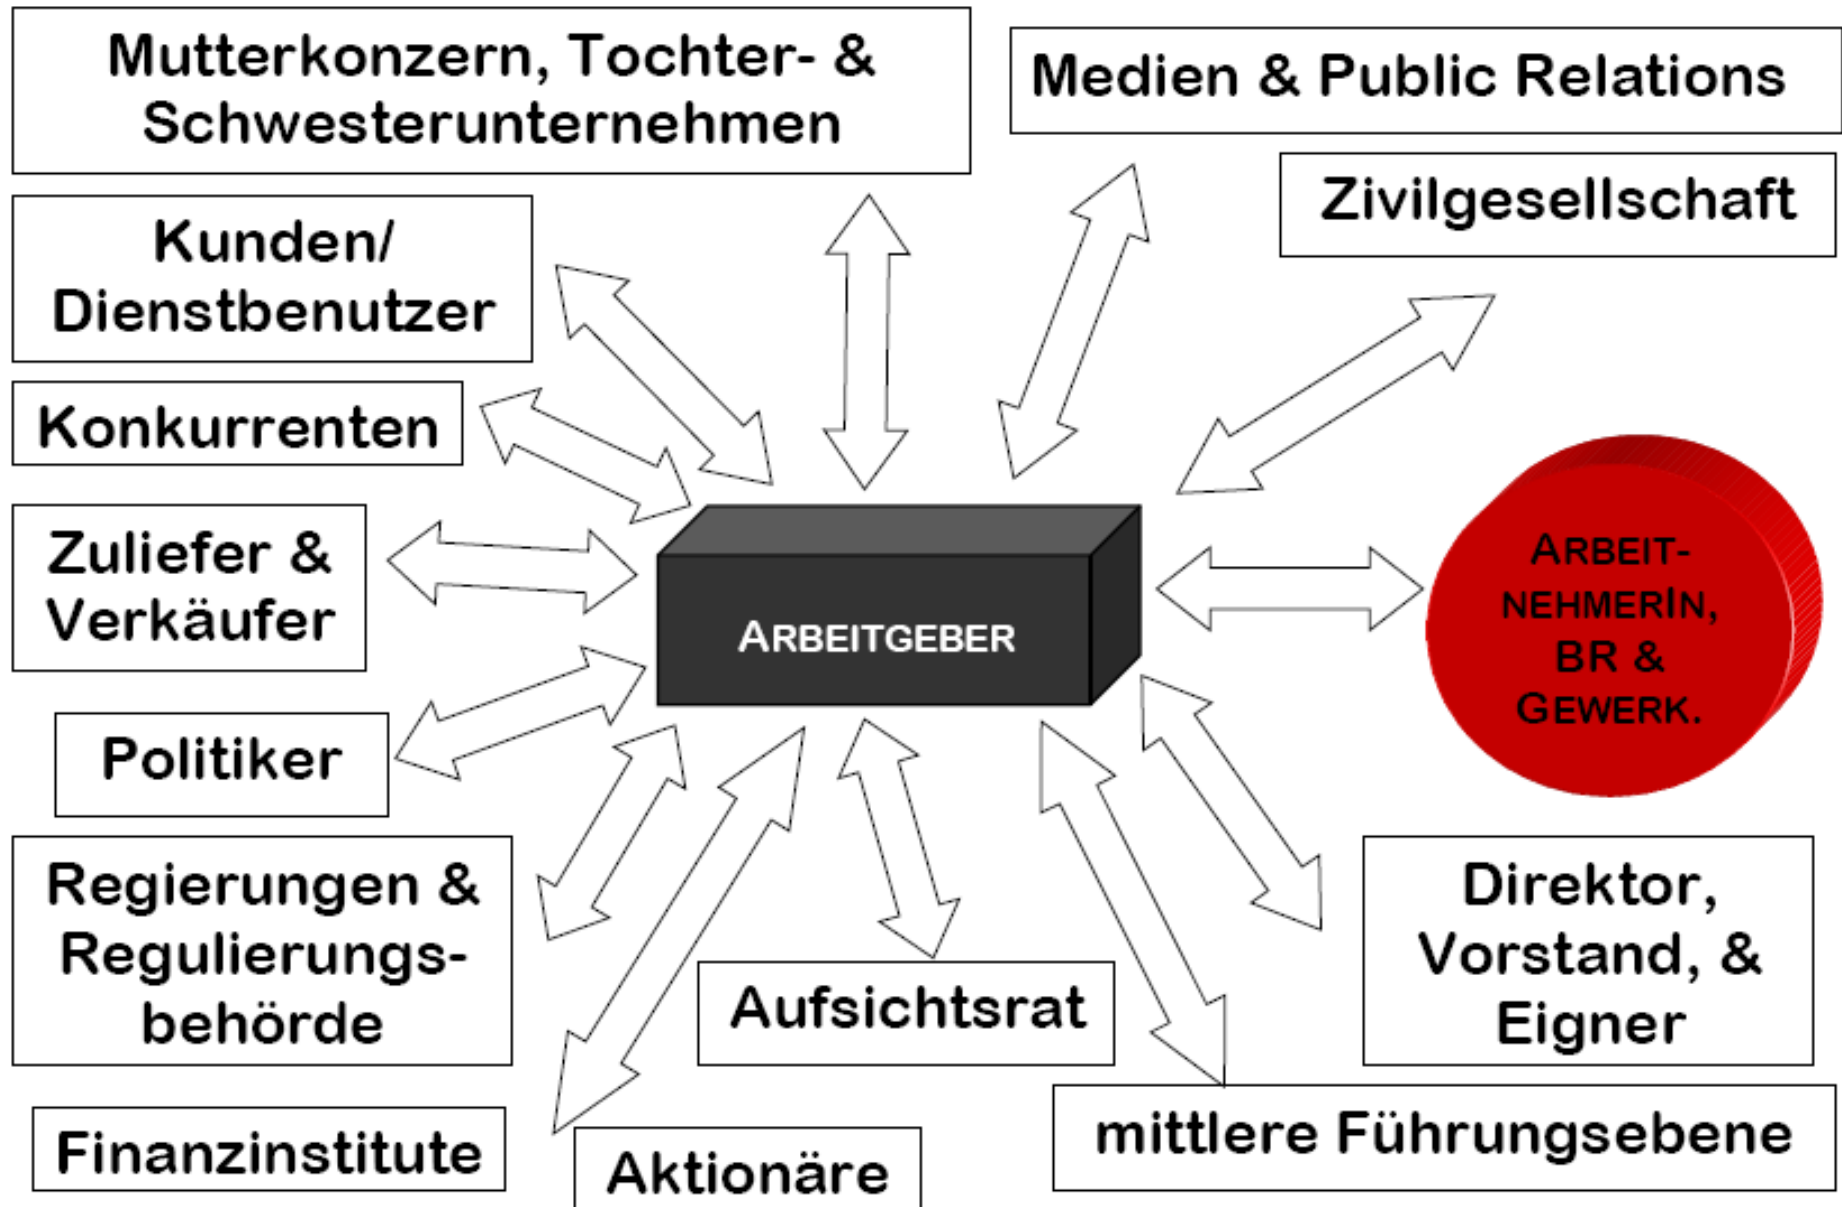 Mutterkonzern, Tochter- &
Schwesterunternehmen
Medien & Public Relations
Zivilgesellschaft
Kunden/
Dienstbenutzer
Konkurrenten
Zuliefer &
Verkäufer
ARBEITGEBER
ARBEIT-
NEHMERIN,
BR &
GEWERK.
Politiker
Regierungen &
Regulierungs-
behörde
Direktor,
Vorstand, &
Eigner
Aufsichtsrat
Finanzinstitute
Aktionäre
mittlere Führungsebene